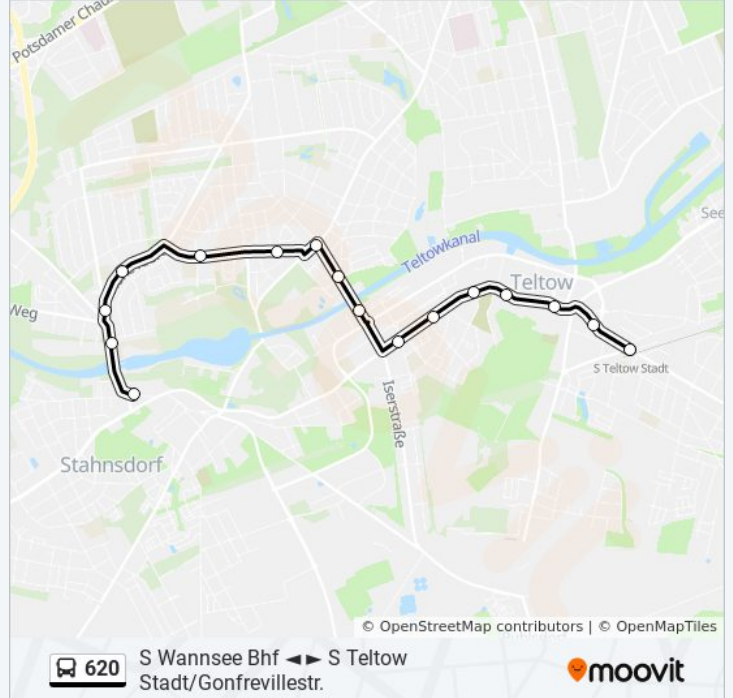 Potsdamer Chau
See
Teltowkanal
Teltow
Weg
S Teltow Stadt
Iserstraße
Stahnsdorf
© OpenStreetMap contributors | © OpenMapTiles
620
S Wannsee Bhf ◄► S Teltow
Stadt/Gonfrevillestr.
moovit